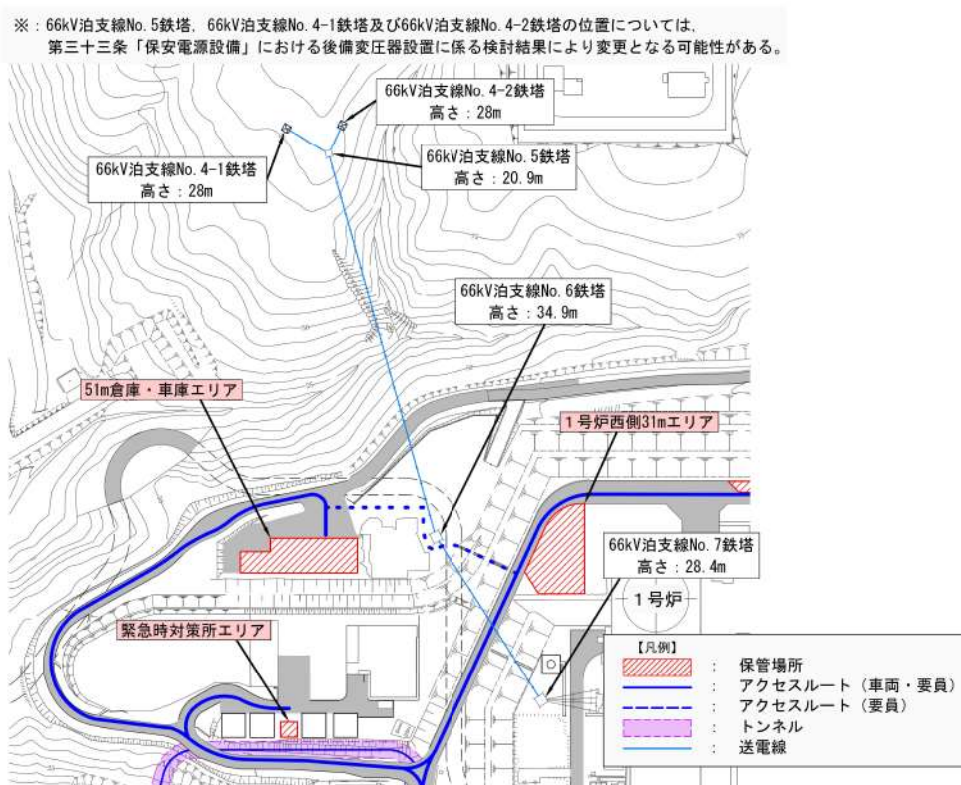 ※：66kV泊支線No.5鉄塔，66kV泊支線No.4-1鉄塔及び66kV泊支線No.4-2鉄塔の位置については，
第三十三条「保安電源設備」における後備変圧器設置に係る検討結果により変更となる可能性がある。
66kV泊支線No.4-2鉄塔
高さ：28m
66kV泊支線No.4-1鉄塔
高さ：28m
66kV泊支線No.5鉄塔
高さ：20.9m
66kV泊支線No.6鉄塔
高さ：34.9m
51m倉庫・車庫エリア
１号炉西側31mエリア
66kV泊支線No.7鉄塔
高さ：28.4m
１号炉
緊急時対策所エリア
【凡例】
： 保管場所
： アクセスルート（車両・要員）
： アクセスルート（要員）
： トンネル
： 送電線